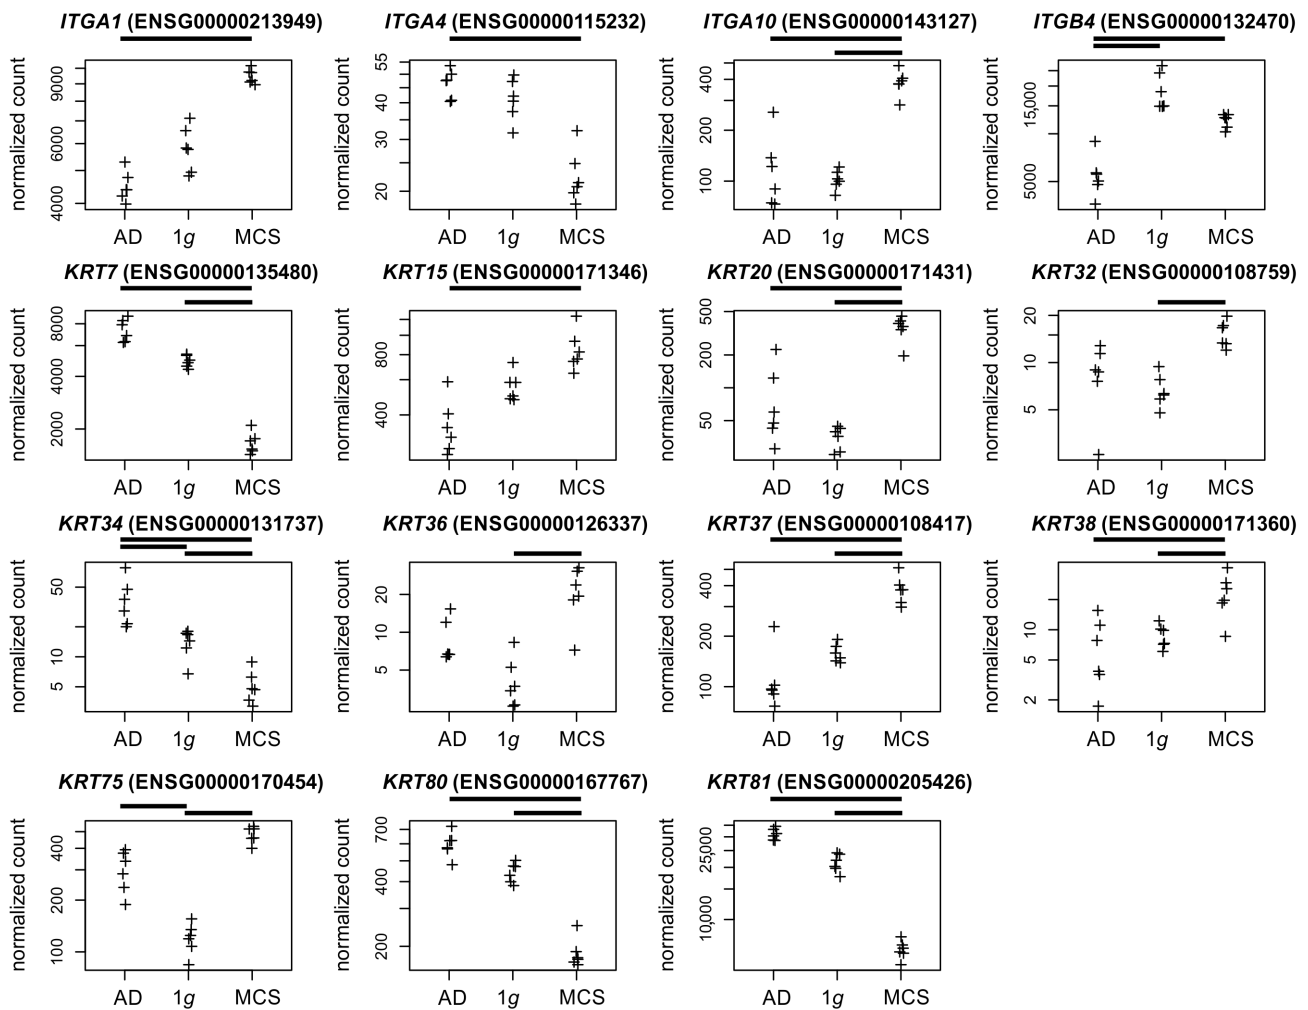 ITGA1 (ENSG00000213949)
ITGA4 (ENSG00000115232)
ITGA10 (ENSG00000143127)
ITGB4 (ENSG00000132470)
normalized count
9000
6000
4000
AD 1g MCS
normalized count
55
40
30
20
AD 1g MCS
normalized count
400
200
100
AD 1g MCS
normalized count
15,000
5000
AD 1g MCS
KRT7 (ENSG00000135480)
KRT15 (ENSG00000171346)
KRT20 (ENSG00000171431)
KRT32 (ENSG00000108759)
normalized count
8000
4000
2000
AD 1g MCS
normalized count
800
400
AD 1g MCS
normalized count
500
200
50
AD 1g MCS
normalized count
20
10
5
AD 1g MCS
KRT34 (ENSG00000131737)
KRT36 (ENSG00000126337)
KRT37 (ENSG00000108417)
KRT38 (ENSG00000171360)
normalized count
50
10
5
AD 1g MCS
normalized count
20
10
5
AD 1g MCS
normalized count
400
200
100
AD 1g MCS
normalized count
10
5
2
AD 1g MCS
KRT75 (ENSG00000170454)
KRT80 (ENSG00000167767)
KRT81 (ENSG00000205426)
normalized count
400
200
100
AD 1g MCS
normalized count
700
400
200
AD 1g MCS
normalized count
25,000
10,000
AD 1g MCS